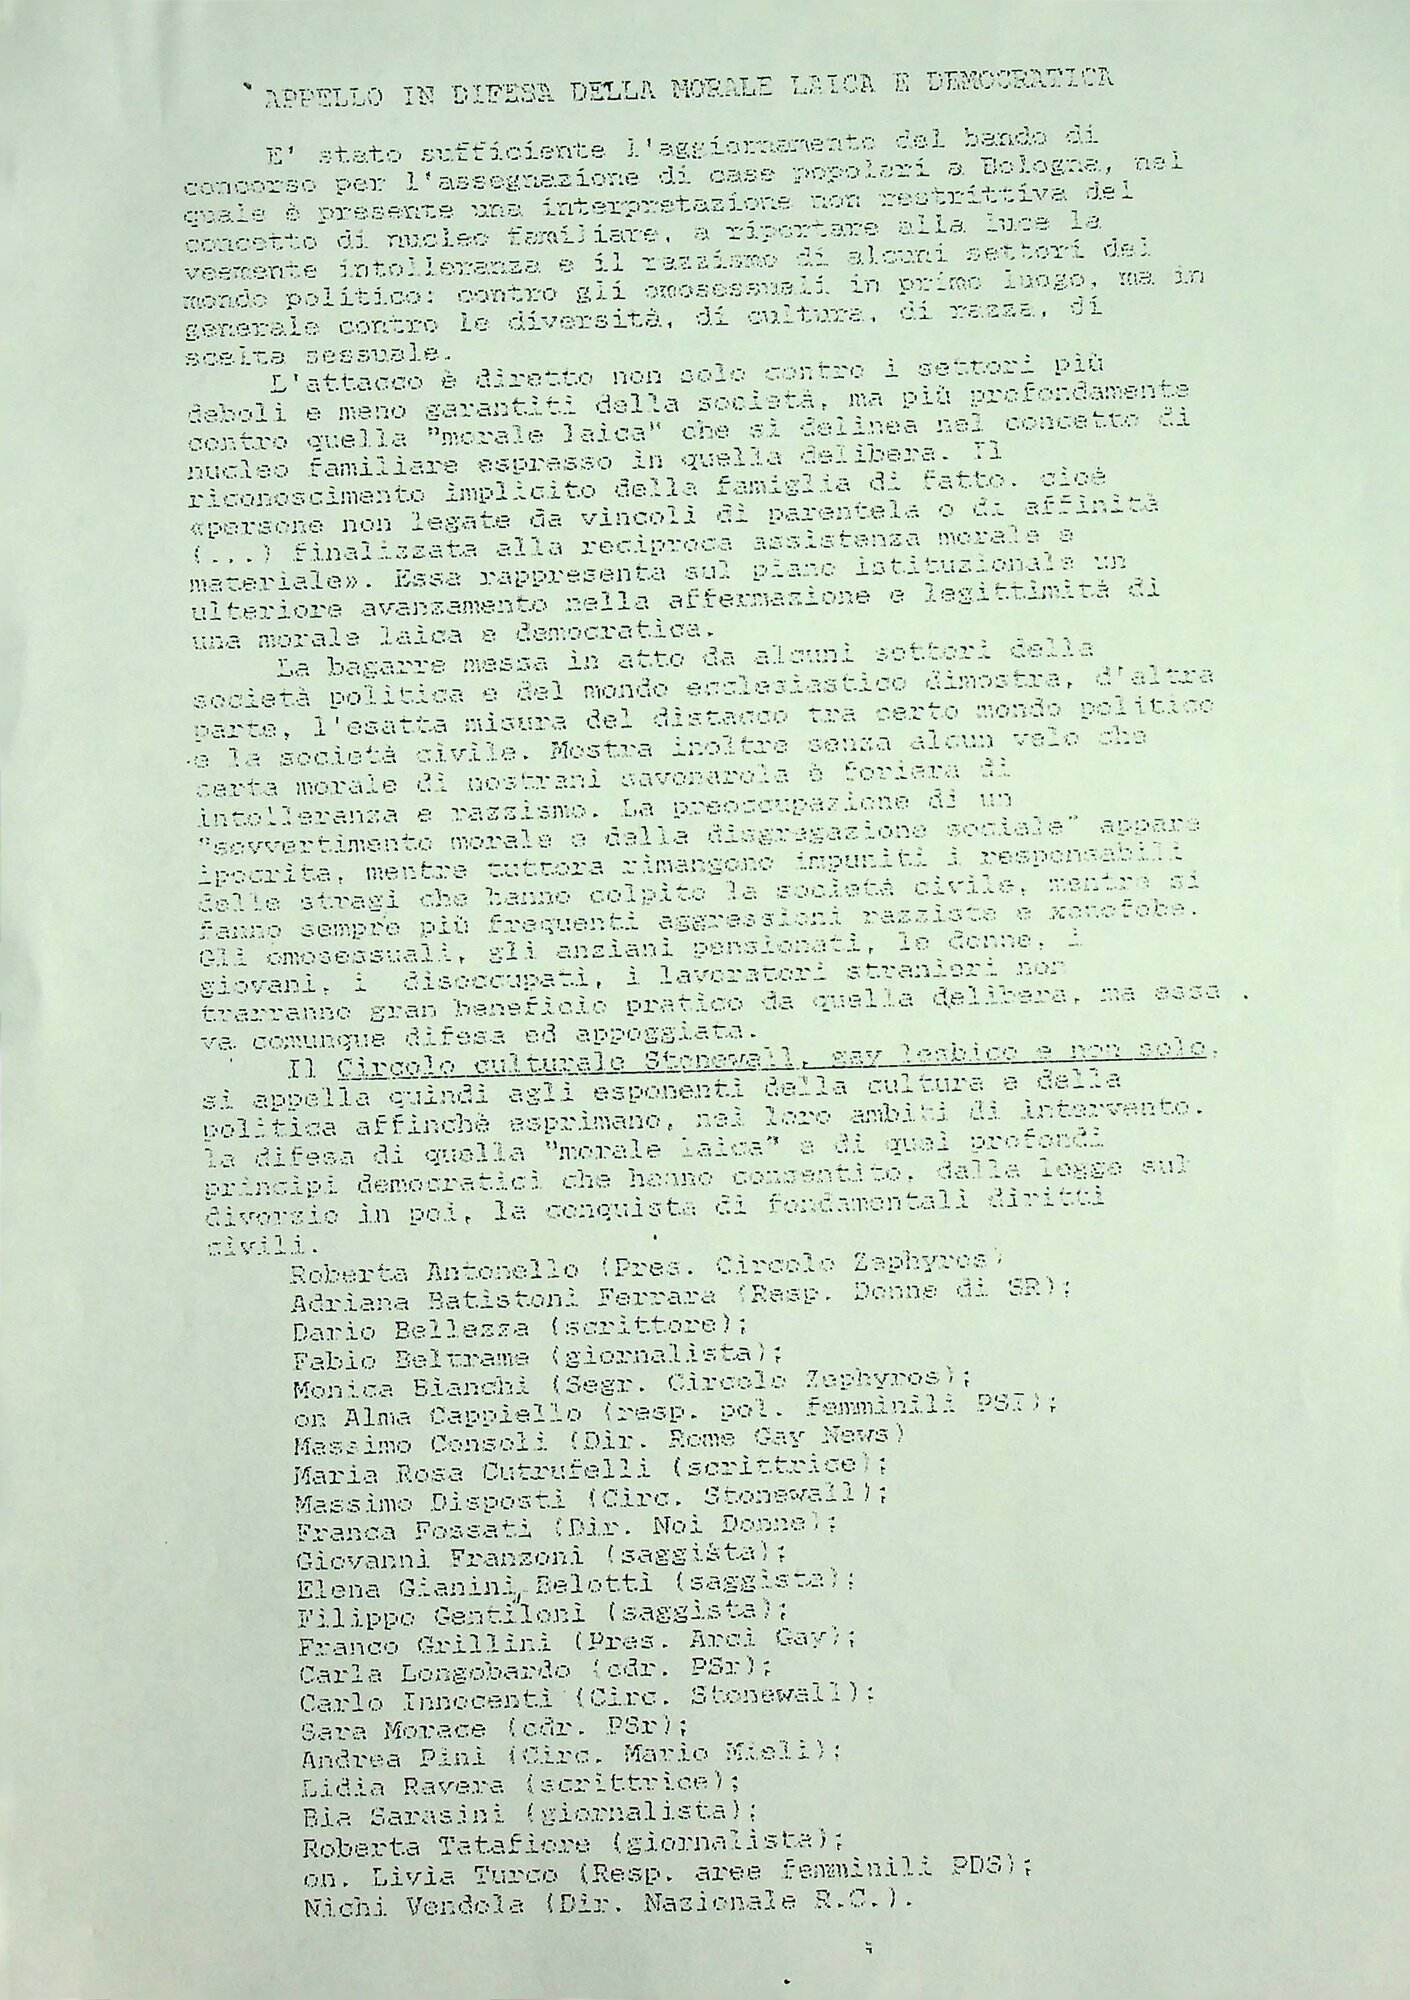 APPELLO IN DIFESA DELLA MORALE LAICA E DEMOCRATICA
E' stato sufficiente l'aggiornamento del bando di
concorso per l'assegnazione di case popolari a Bologna, nel
quale è presente una interpretazione non restrittiva del
concetto di nucleo familiare, a riportare alla luce la
veemente intolleranza e il razzismo di alcuni settori del
mondo politico: contro gli omosessuali in primo luogo, ma in
generale contro le diversità, di cultura, di razza, di
scelta sessuale.
L'attacco è diretto non solo contro i settori più
deboli e meno garantiti della società, ma più profondamente
contro quella "morale laica" che si delinea nel concetto di
nucleo familiare espresso in quella delibera. Il
riconoscimento implicito della famiglia di fatto, cioè
«persone non legate da vincoli di parentela o di affinità
(...) finalizzata alla reciproca assistenza morale e
materiale». Essa rappresenta sul piano istituzionale un
ulteriore avanzamento nella affermazione e legittimità di
una morale laica e democratica.
La bagarre messa in atto da alcuni settori della
società politica e del mondo ecclesiastico dimostra, d'altra
parte, l'esatta misura del distacco tra certo mondo politico
e la società civile. Mostra inoltre senza alcun velo che
certa morale di nostrani savonarola è foriera di
intolleranza e razzismo. La preoccupazione di un
"sovvertimento morale e della disgregazione sociale" appare
ipocrita, mentre tuttora rimangono impuniti i responsabili
delle stragi che hanno colpito la società civile, mentre si
fanno sempre più frequenti aggressioni razziste e xenofobe.
Gli omosessuali, gli anziani pensionati, le donne, i
giovani, i disoccupati, i lavoratori stranieri non
trarranno gran beneficio pratico da quella delibera, ma essa
va comunque difesa ed appoggiata.
Il Circolo culturale Stonewall, gay lesbico e non solo,
si appella quindi agli esponenti della cultura e della
politica affinchè esprimano, nei loro ambiti di intervento,
la difesa di quella "morale laica" e di quei profondi
principi democratici che hanno consentito, dalla legge sul
divorzio in poi, la conquista di fondamentali diritti
civili.
Roberta Antonello (Pres. Circolo Zephyros)
Adriana Batistoni Ferrara (Resp. Donne di SR);
Dario Bellezza (scrittore);
Fabio Beltrame (giornalista);
Monica Bianchi (Segr. Circolo Zephyros);
on Alma Cappiello (resp. pol. femminili PSI);
Massimo Consoli (Dir. Rome Gay News)
Maria Rosa Cutrufelli (scrittrice);
Massimo Disposti (Circ. Stonewall);
Franca Fossati (Dir. Noi Donne);
Giovanni Franzoni (saggista);
Elena Gianini Belotti (saggista);
Filippo Gentiloni (saggista);
Franco Grillini (Pres. Arci Gay);
Carla Longobardo (cdr. PSr);
Carlo Innocenti (Circ. Stonewall);
Sara Morace (cdr. PSr);
Andrea Pini (Circ. Mario Mieli);
Lidia Ravera (scrittrice);
Bia Sarasini (giornalista);
Roberta Tatafiore (giornalista);
on. Livia Turco (Resp. aree femminili PDS);
Nichi Vendola (Dir. Nazionale R.C.).